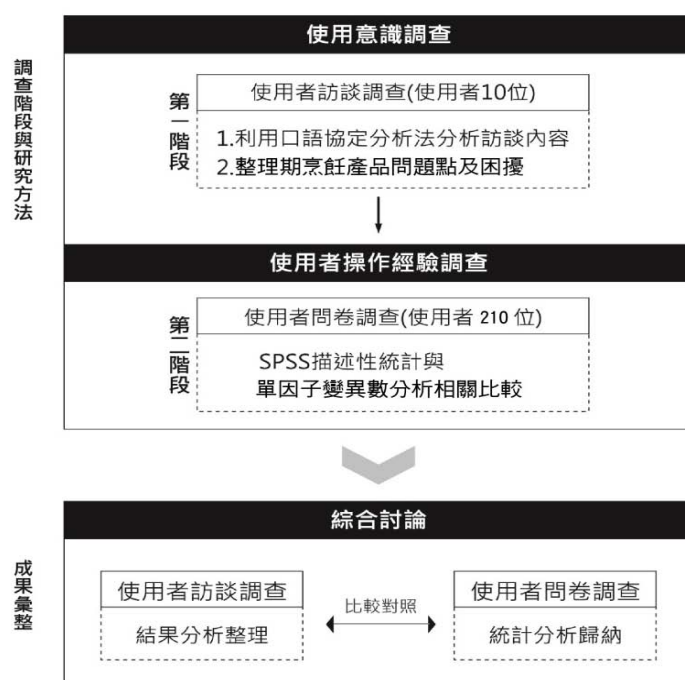 調查階段與研究方法
使用意識調查
第一階段
使用者訪談調查(使用者10位)
1.利用口語協定分析法分析訪談內容
2.整理期烹飪產品問題點及困擾
使用者操作經驗調查
第二階段
使用者問卷調查(使用者 210 位)
SPSS描述性統計與
單因子變異數分析相關比較
成果彙整
綜合討論
使用者訪談調查
結果分析整理
比較對照
使用者問卷調查
統計分析歸納